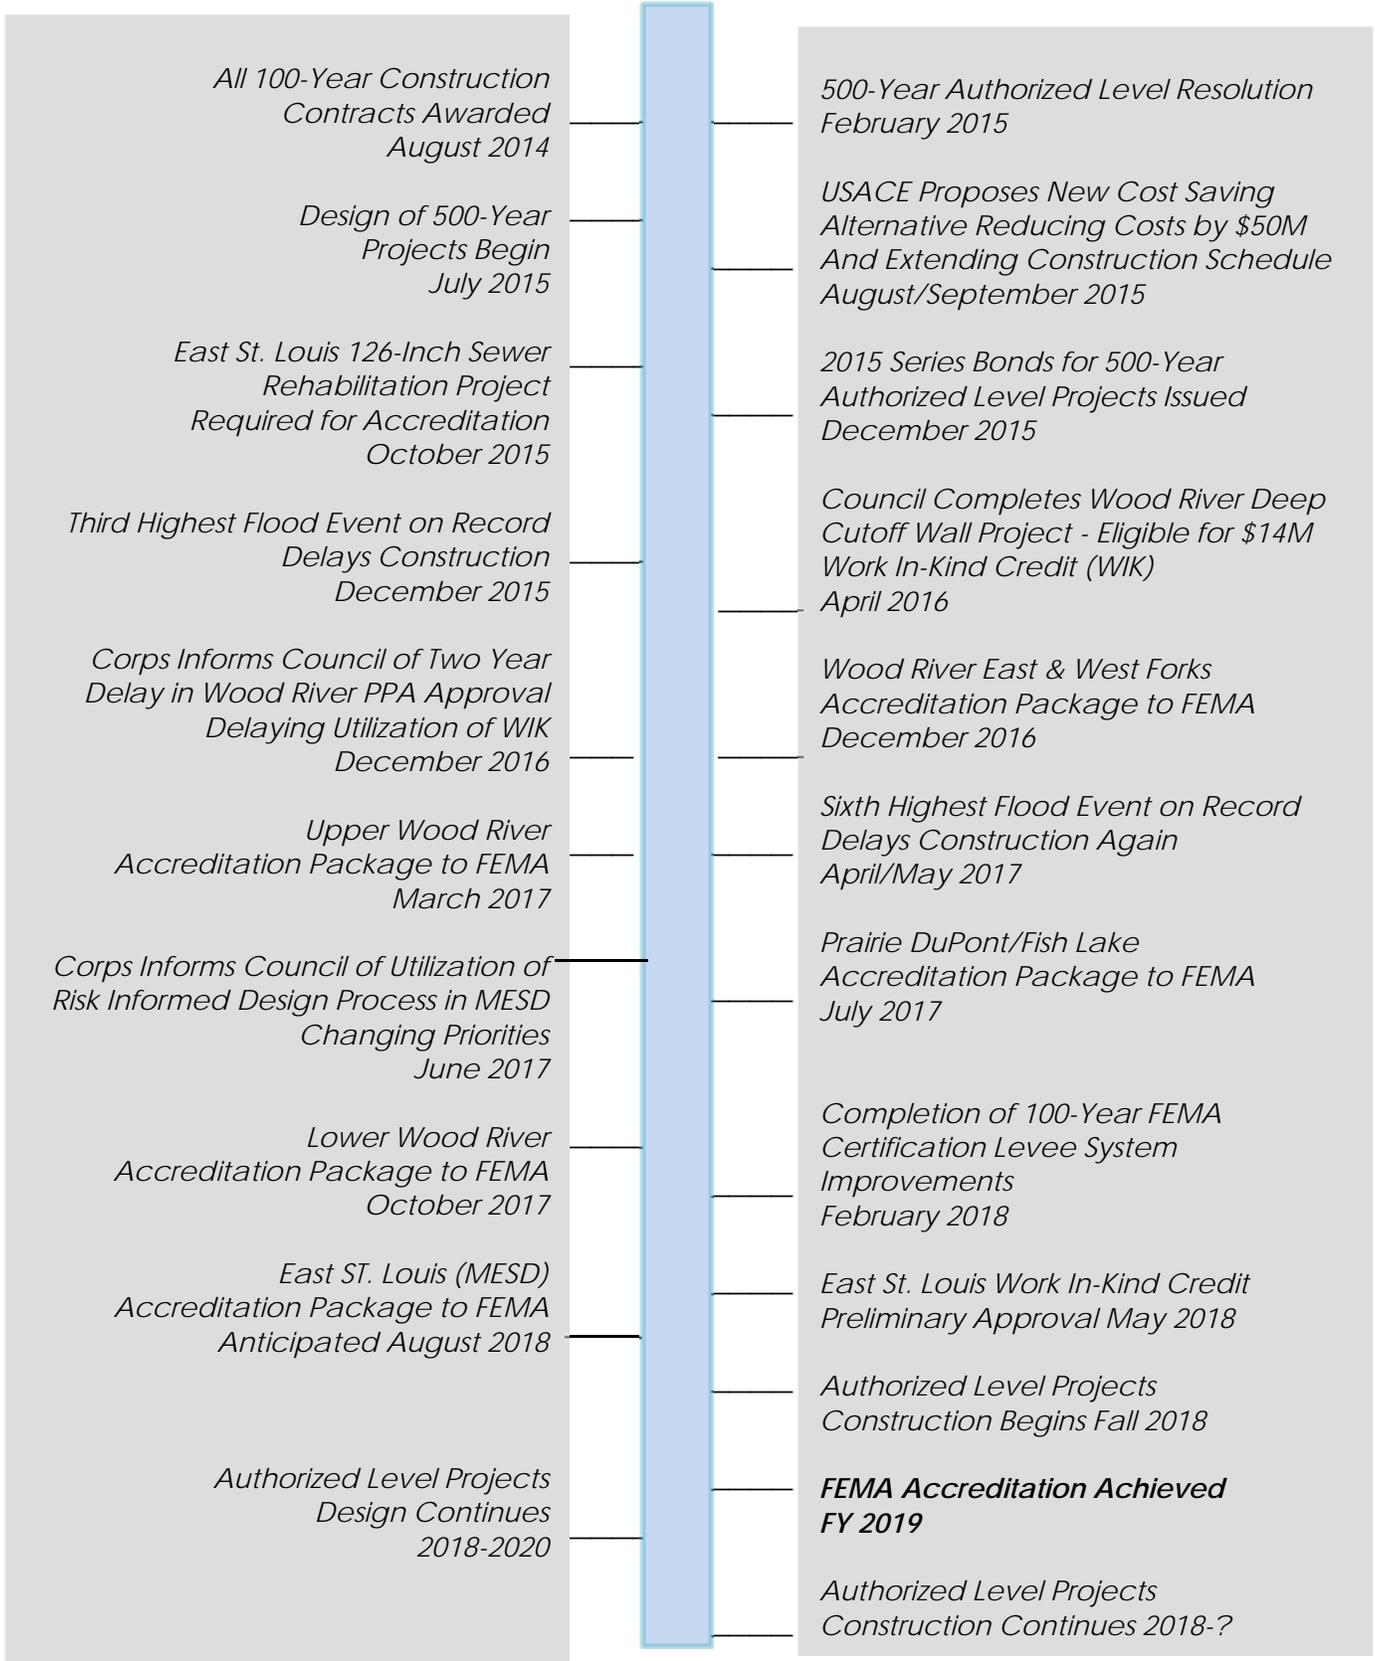 All 100-Year Construction
Contracts Awarded
August 2014
Design of 500-Year
Projects Begin
July 2015
East St. Louis 126-Inch Sewer
Rehabilitation Project
Required for Accreditation
October 2015
Third Highest Flood Event on Record
Delays Construction
December 2015
Corps Informs Council of Two Year
Delay in Wood River PPA Approval
Delaying Utilization of WIK
December 2016
Upper Wood River
Accreditation Package to FEMA
March 2017
Corps Informs Council of Utilization of
Risk Informed Design Process in MESD
Changing Priorities
June 2017
Lower Wood River
Accreditation Package to FEMA
October 2017
East ST. Louis (MESD)
Accreditation Package to FEMA
Anticipated August 2018
Authorized Level Projects
Design Continues
2018-2020
500-Year Authorized Level Resolution
February 2015
USACE Proposes New Cost Saving
Alternative Reducing Costs by $50M
And Extending Construction Schedule
August/September 2015
2015 Series Bonds for 500-Year
Authorized Level Projects Issued
December 2015
Council Completes Wood River Deep
Cutoff Wall Project - Eligible for $14M
Work In-Kind Credit (WIK)
April 2016
Wood River East & West Forks
Accreditation Package to FEMA
December 2016
Sixth Highest Flood Event on Record
Delays Construction Again
April/May 2017
Prairie DuPont/Fish Lake
Accreditation Package to FEMA
July 2017
Completion of 100-Year FEMA
Certification Levee System
Improvements
February 2018
East St. Louis Work In-Kind Credit
Preliminary Approval May 2018
Authorized Level Projects
Construction Begins Fall 2018
FEMA Accreditation Achieved
FY 2019
Authorized Level Projects
Construction Continues 2018-?